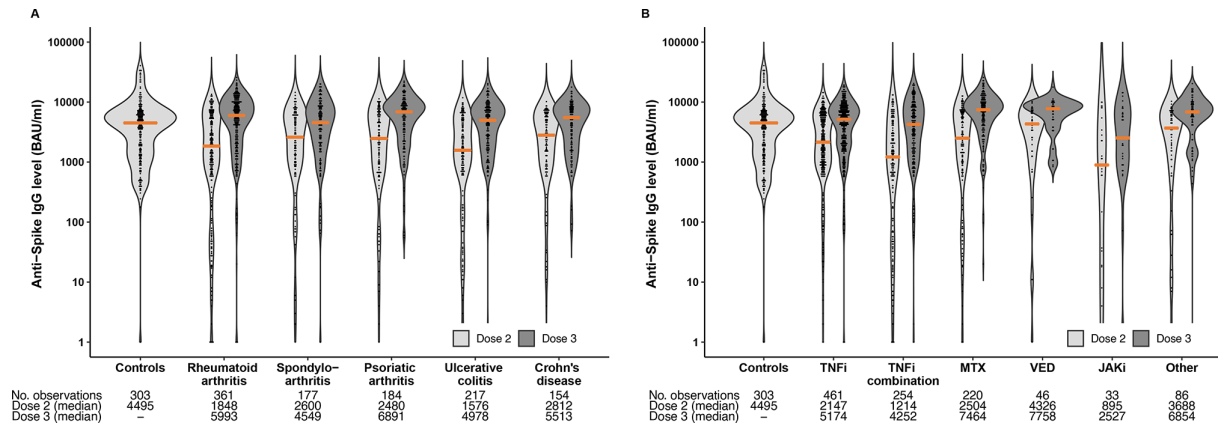 A
Anti-Spike IgG level (BAU/ml)
100000
10000
1000
100
10
1
Dose 2 Dose 3
Controls Rheumatoid arthritis Spondylo− arthritis Psoriatic arthritis Ulcerative colitis Crohn's disease
No. observations 303 361 177 184 217 154
Dose 2 (median) 4495 1848 2600 2480 1576 2812
Dose 3 (median) − 5993 4549 6891 4978 5513
B
Anti-Spike IgG level (BAU/ml)
100000
10000
1000
100
10
1
Dose 2 Dose 3
Controls TNFi TNFi combination MTX VED JAKi Other
No. observations 303 461 254 220 46 33 86
Dose 2 (median) 4495 2147 1214 2504 4326 895 3688
Dose 3 (median) − 5174 4252 7464 7758 2527 6854